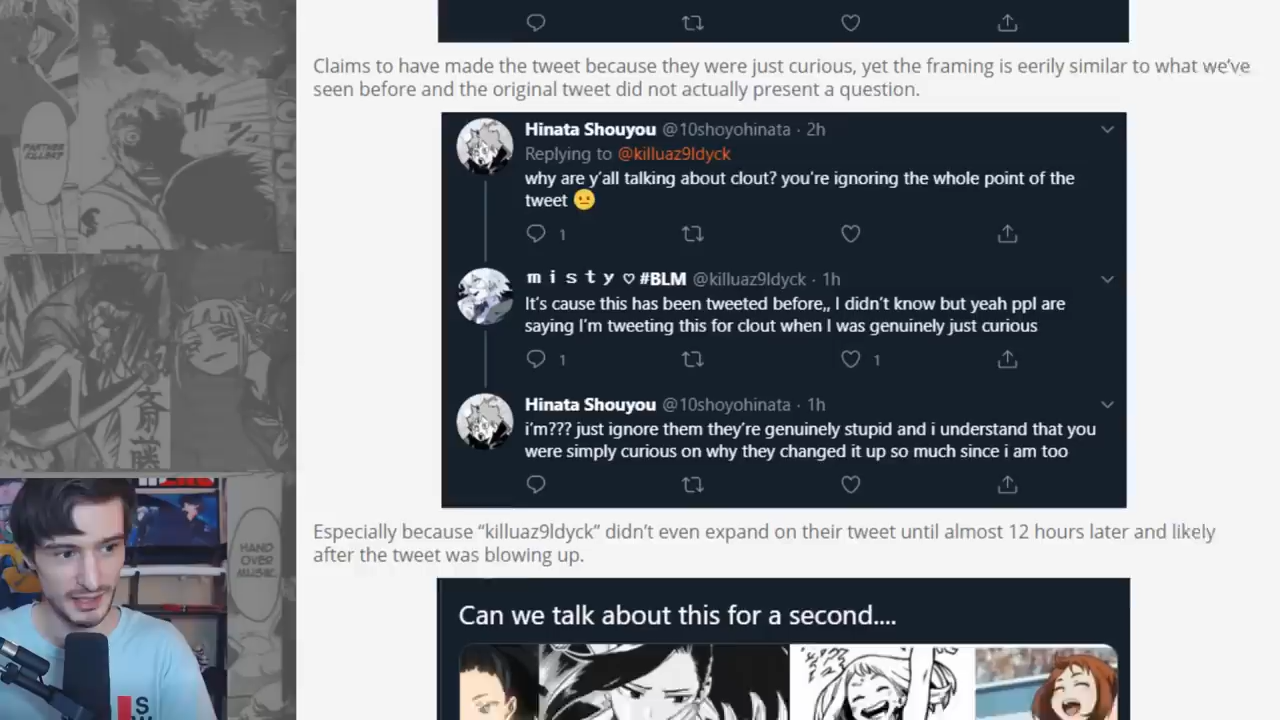 Claims to have made the tweet because they were just curious, yet the framing is eerily similar to what we've
seen before and the original tweet did not actually present a question.
PARTNER
KILLER?
Hinata Shouyou @10shoyohinata · 2h
Replying to @killuaz9ldyck
why are y'all talking about clout? you're ignoring the whole point of the
tweet 😐
1
m i s t y ♡ #BLM @killuaz9ldyck · 1h
It's cause this has been tweeted before,, I didn't know but yeah ppl are
saying I'm tweeting this for clout when I was genuinely just curious
1 1
Hinata Shouyou @10shoyohinata · 1h
i'm??? just ignore them they're genuinely stupid and i understand that you
were simply curious on why they changed it up so much since i am too
斎藤
HAND
OVER
Especially because “killuaz9ldyck” didn't even expand on their tweet until almost 12 hours later and likely
after the tweet was blowing up.
Can we talk about this for a second....